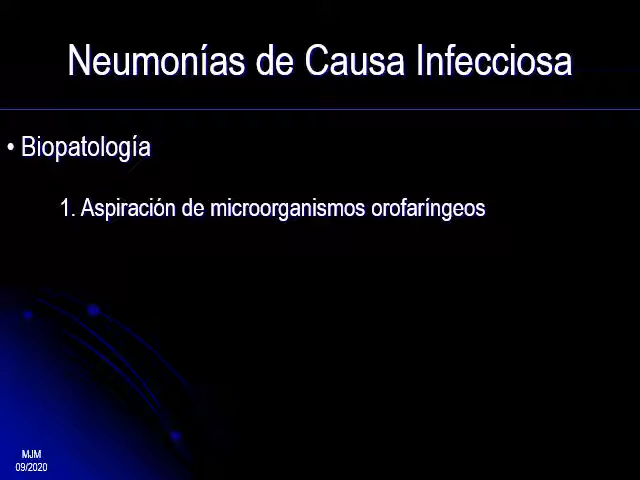 Neumonías de Causa Infecciosa
• Biopatología
1. Aspiración de microorganismos orofaríngeos
MJM
09/2020